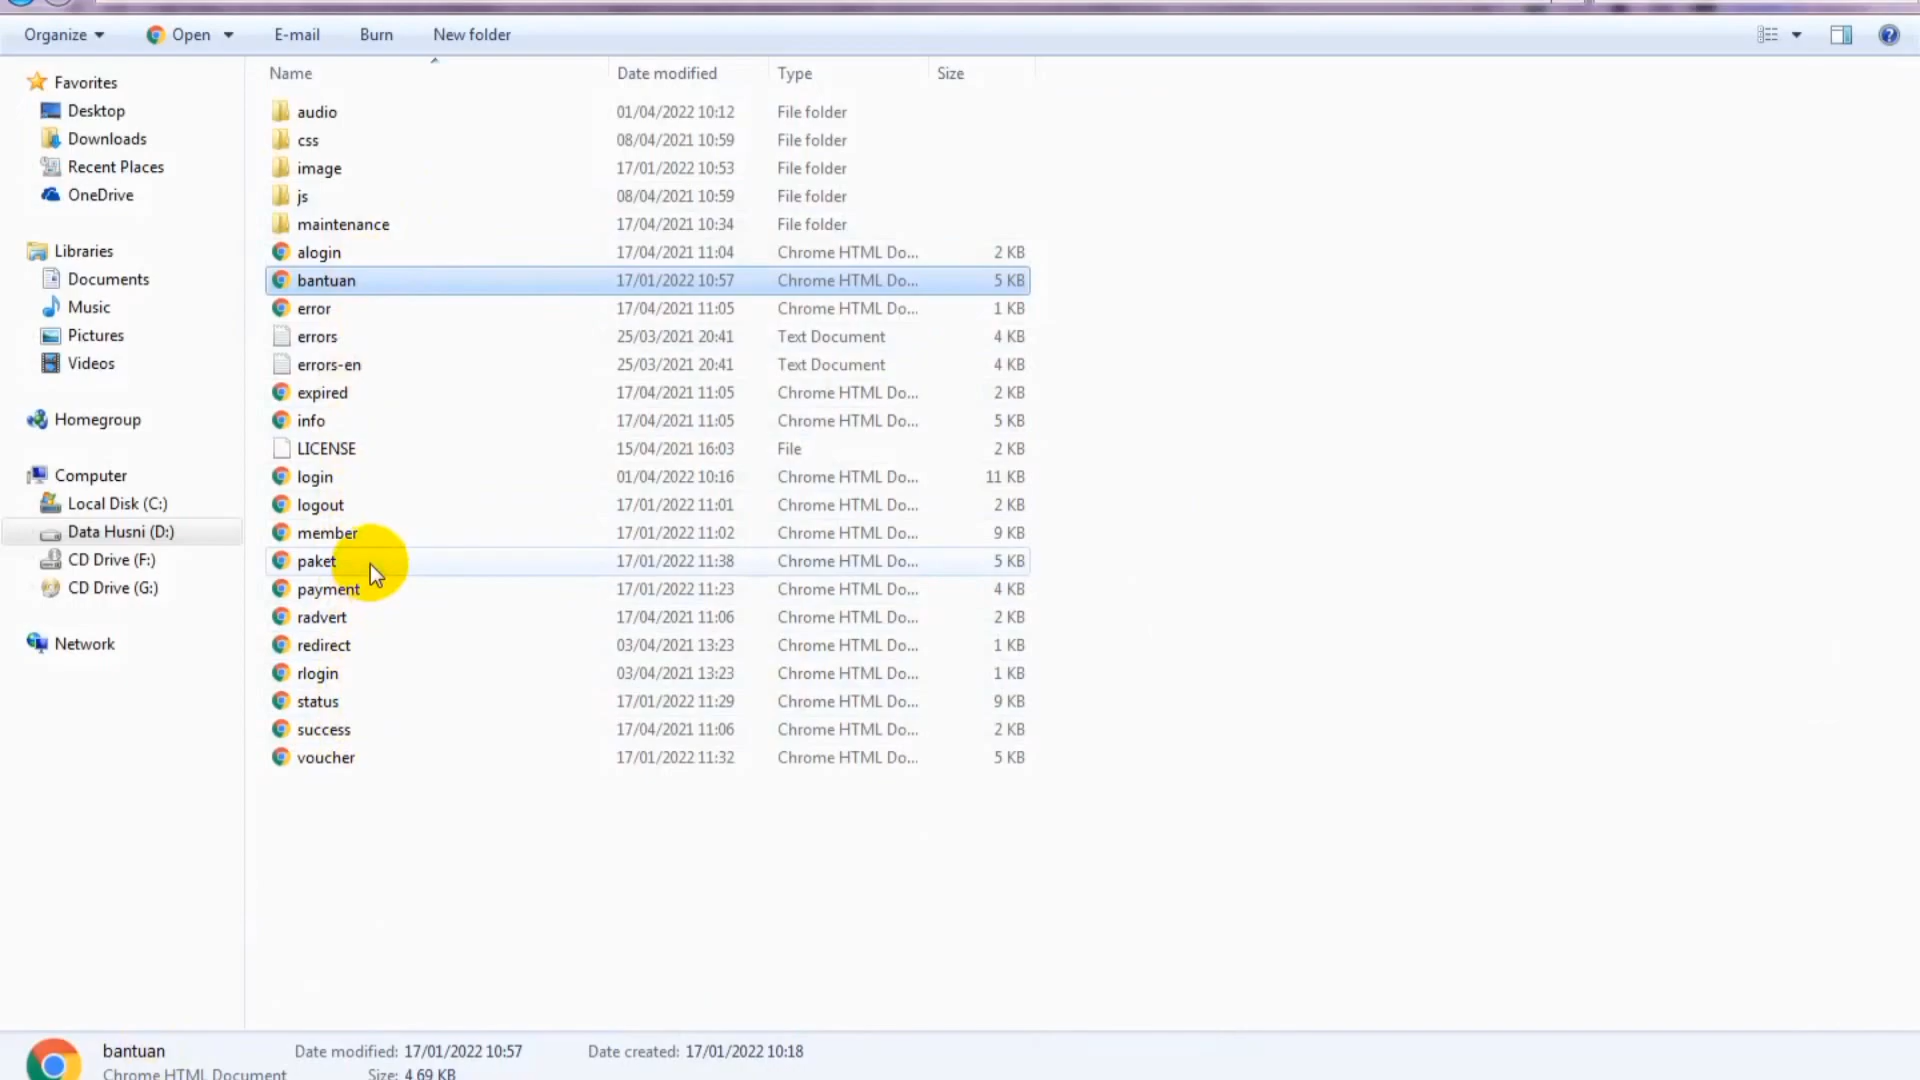 Organize Open E-mail Burn New folder
Name Date modified Type Size
Favorites
Desktop
Downloads
Recent Places
OneDrive
Libraries
Documents
Music
Pictures
Videos
Homegroup
Computer
Local Disk (C:)
Data Husni (D:)
CD Drive (F:)
CD Drive (G:)
Network
audio 01/04/2022 10:12 File folder
css 08/04/2021 10:59 File folder
image 17/01/2022 10:53 File folder
js 08/04/2021 10:59 File folder
maintenance 17/04/2021 10:34 File folder
alogin 17/04/2021 11:04 Chrome HTML Do... 2 KB
bantuan 17/01/2022 10:57 Chrome HTML Do... 5 KB
error 17/04/2021 11:05 Chrome HTML Do... 1 KB
errors 25/03/2021 20:41 Text Document 4 KB
errors-en 25/03/2021 20:41 Text Document 4 KB
expired 17/04/2021 11:05 Chrome HTML Do... 2 KB
info 17/04/2021 11:05 Chrome HTML Do... 5 KB
LICENSE 15/04/2021 16:03 File 2 KB
login 01/04/2022 10:16 Chrome HTML Do... 11 KB
logout 17/01/2022 11:01 Chrome HTML Do... 2 KB
member 17/01/2022 11:02 Chrome HTML Do... 9 KB
paket 17/01/2022 11:38 Chrome HTML Do... 5 KB
payment 17/01/2022 11:23 Chrome HTML Do... 4 KB
radvert 17/04/2021 11:06 Chrome HTML Do... 2 KB
redirect 03/04/2021 13:23 Chrome HTML Do... 1 KB
rlogin 03/04/2021 13:23 Chrome HTML Do... 1 KB
status 17/01/2022 11:29 Chrome HTML Do... 9 KB
success 17/04/2021 11:06 Chrome HTML Do... 2 KB
voucher 17/01/2022 11:32 Chrome HTML Do... 5 KB
bantuan Date modified: 17/01/2022 10:57 Date created: 17/01/2022 10:18
Chrome HTML Document Size: 4,69 KB